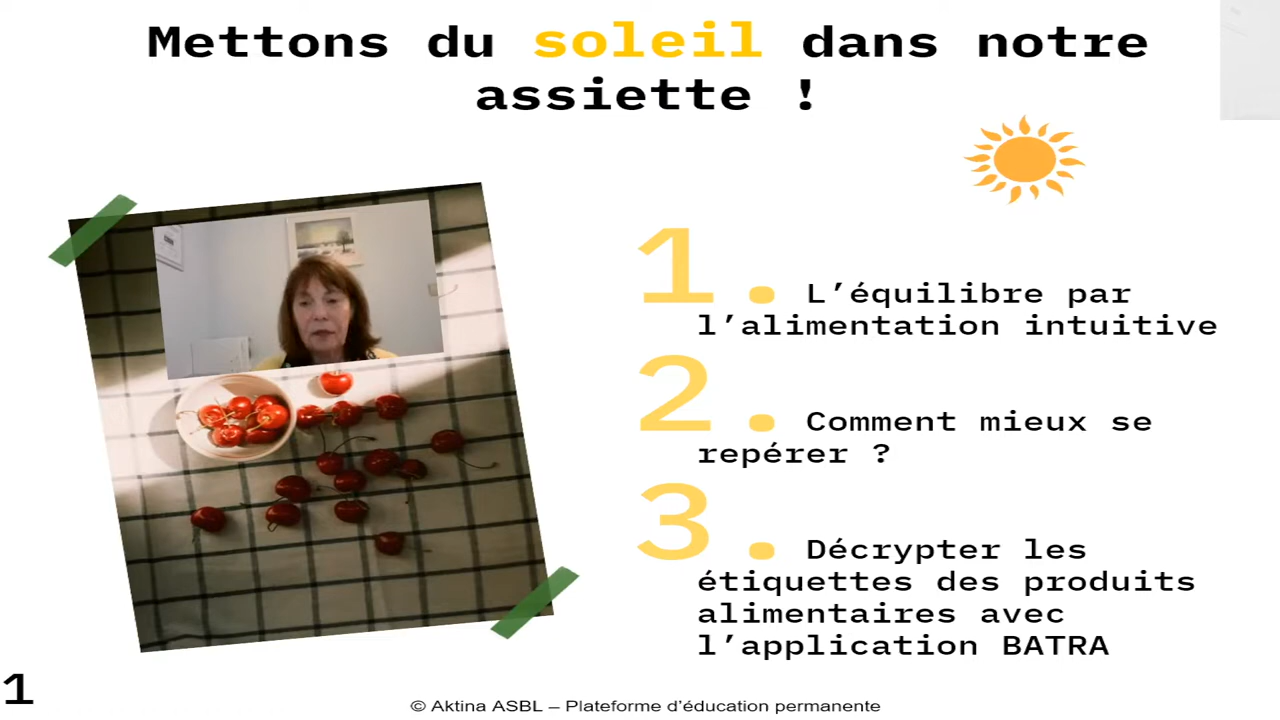 Mettons du soleil dans notre
assiette !
1. L’équilibre par
l’alimentation intuitive
2. Comment mieux se
repérer ?
3. Décrypter les
étiquettes des produits
alimentaires avec
l’application BATRA
1
© Aktina ASBL – Plateforme d’éducation permanente